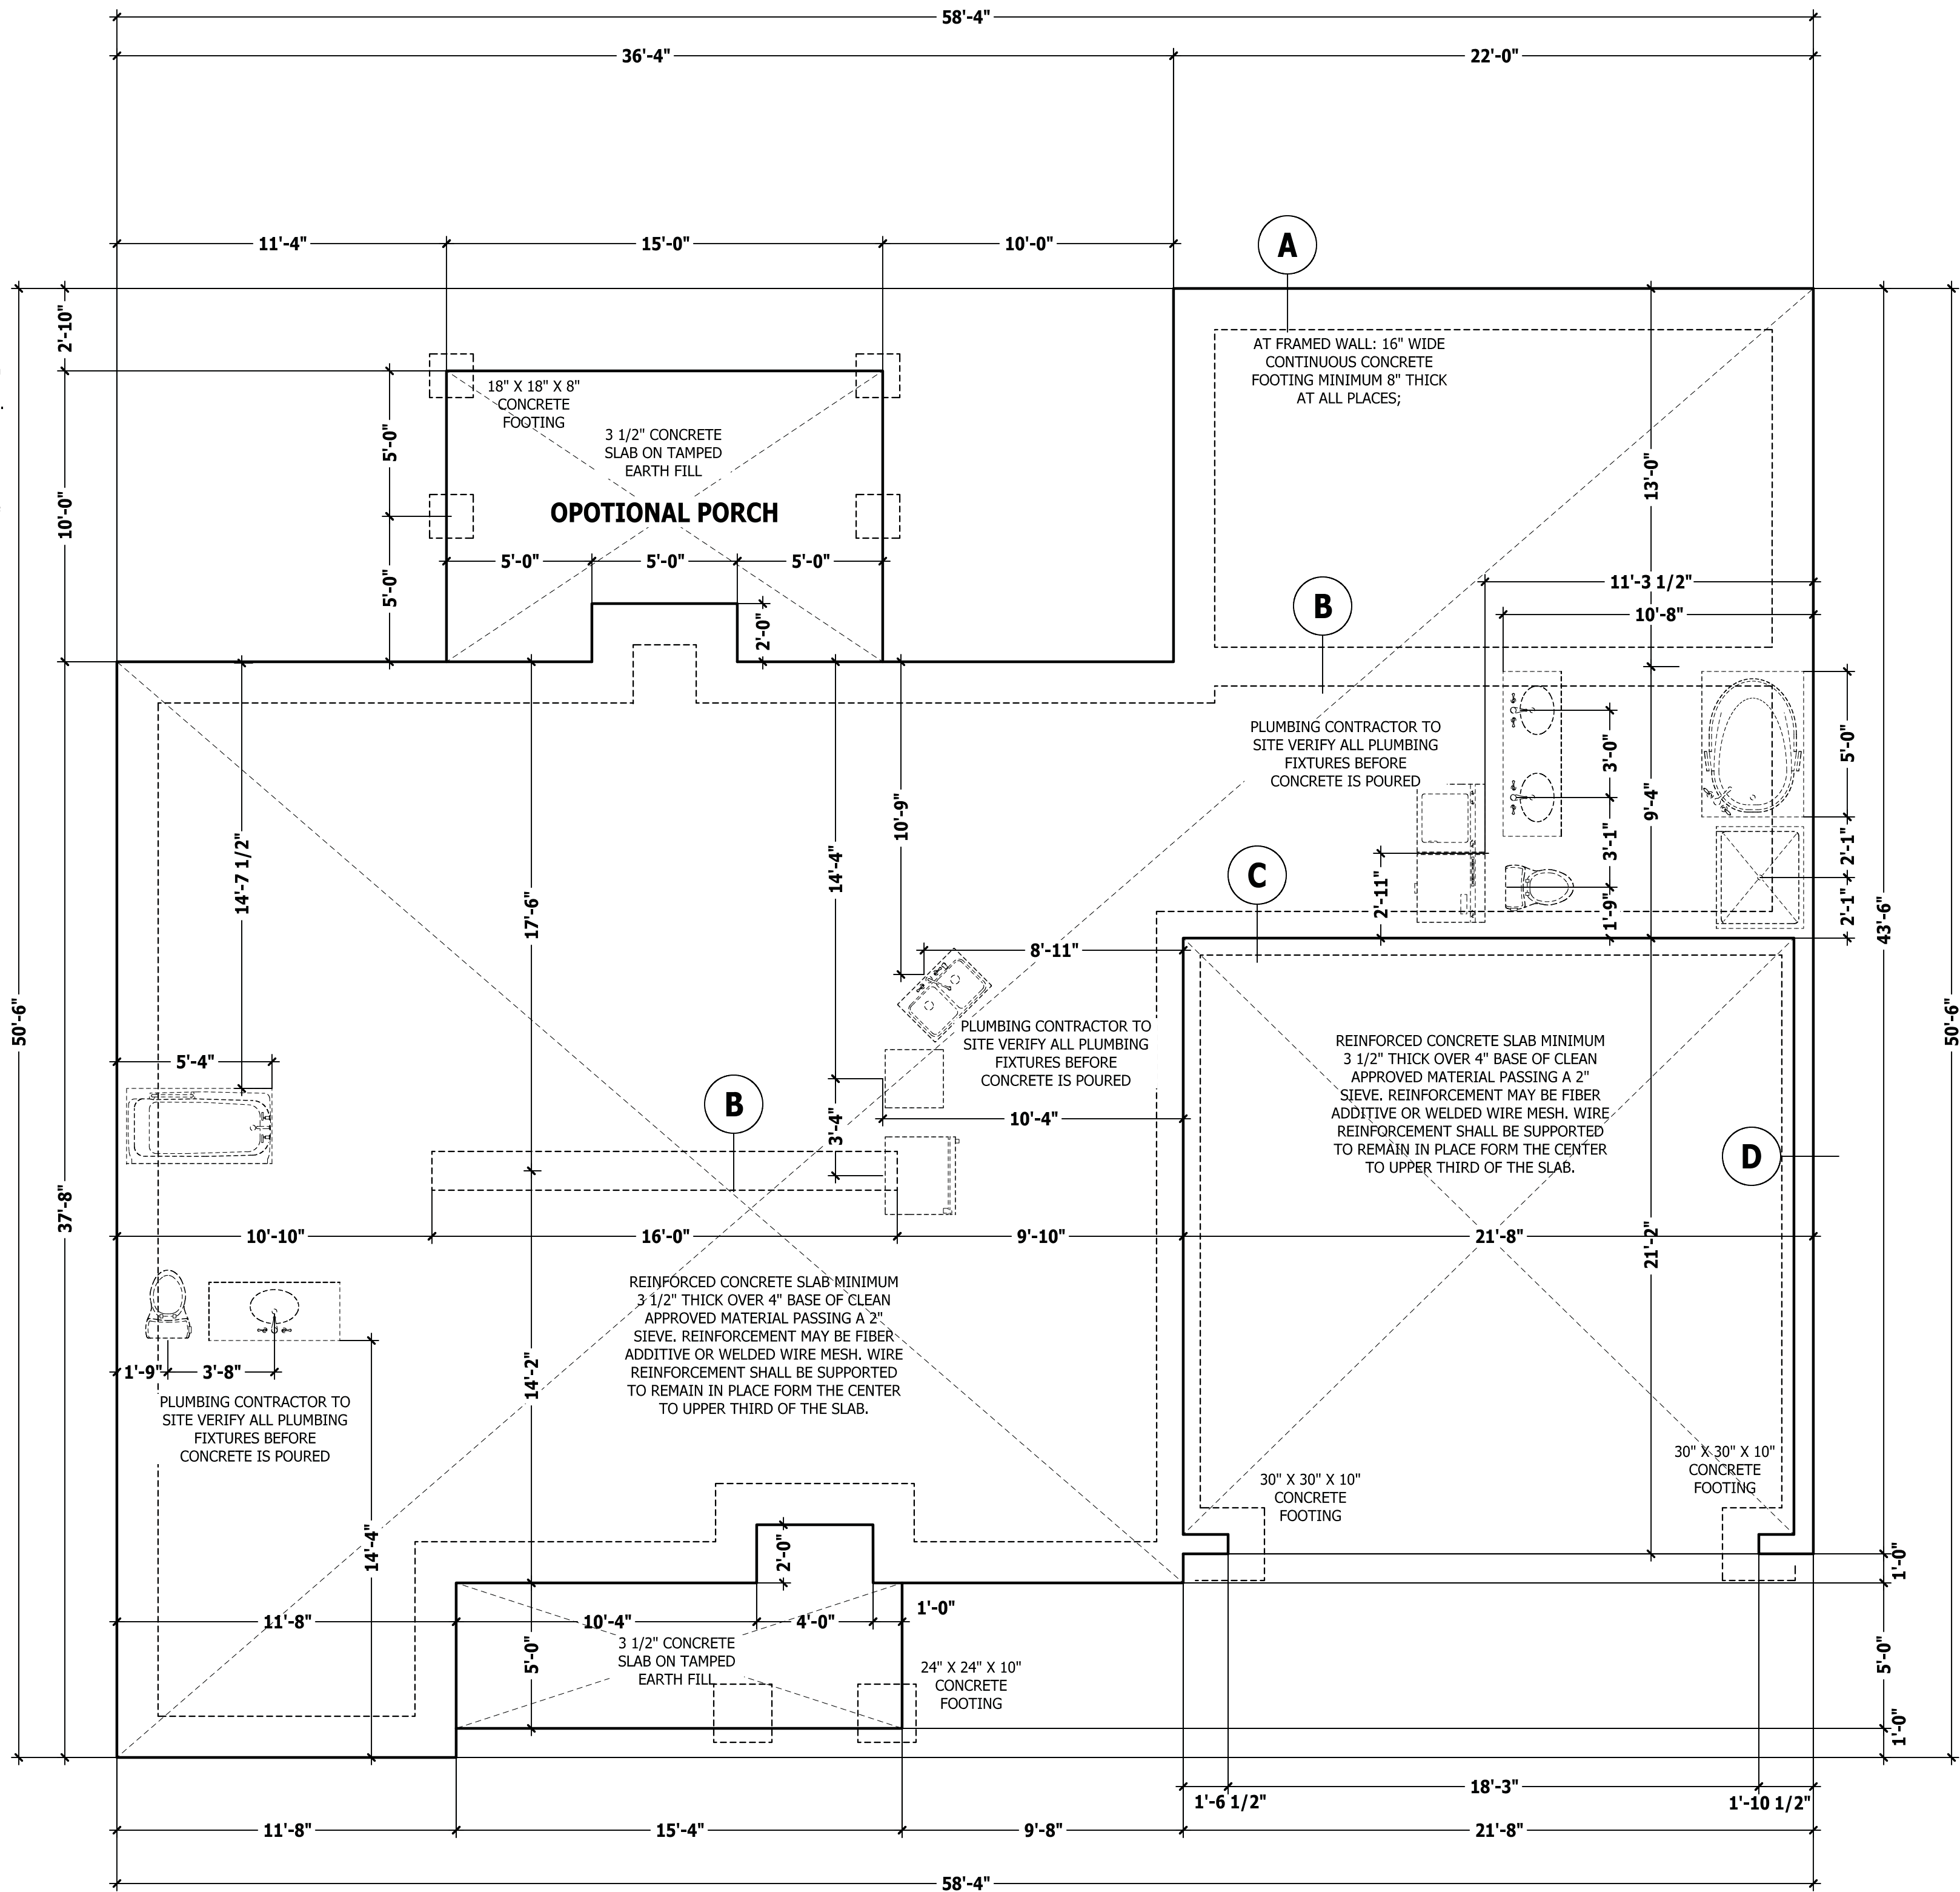 58'-4"
36'-4"
22'-0"
11'-4"
15'-0"
10'-0"
A
2'-10"
AT FRAMED WALL: 16" WIDE
CONTINUOUS CONCRETE
FOOTING MINIMUM 8" THICK
AT ALL PLACES;
18" X 18" X 8"
CONCRETE
FOOTING
3 1/2" CONCRETE
SLAB ON TAMPED
EARTH FILL
5'-0"
10'-0"
13'-0"
OPOTIONAL PORCH
5'-0"
5'-0"
5'-0"
5'-0"
2'-0"
11'-3 1/2"
10'-8"
B
PLUMBING CONTRACTOR TO
SITE VERIFY ALL PLUMBING
FIXTURES BEFORE
CONCRETE IS POURED
3'-0"
5'-0"
10'-9"
9'-4"
3'-1"
2'-1"
14'-7 1/2"
14'-4"
17'-6"
C
2'-11"
1'-9"
2'-1"
43'-6"
8'-11"
50'-6"
50'-6"
PLUMBING CONTRACTOR TO
SITE VERIFY ALL PLUMBING
FIXTURES BEFORE
CONCRETE IS POURED
REINFORCED CONCRETE SLAB MINIMUM
3 1/2" THICK OVER 4" BASE OF CLEAN
APPROVED MATERIAL PASSING A 2"
SIEVE. REINFORCEMENT MAY BE FIBER
ADDITIVE OR WELDED WIRE MESH. WIRE
REINFORCEMENT SHALL BE SUPPORTED
TO REMAIN IN PLACE FORM THE CENTER
TO UPPER THIRD OF THE SLAB.
5'-4"
B
10'-4"
3'-4"
D
37'-8"
10'-10"
16'-0"
9'-10"
21'-8"
21'-2"
REINFORCED CONCRETE SLAB MINIMUM
3 1/2" THICK OVER 4" BASE OF CLEAN
APPROVED MATERIAL PASSING A 2"
SIEVE. REINFORCEMENT MAY BE FIBER
ADDITIVE OR WELDED WIRE MESH. WIRE
REINFORCEMENT SHALL BE SUPPORTED
TO REMAIN IN PLACE FORM THE CENTER
TO UPPER THIRD OF THE SLAB.
1'-9"
3'-8"
14'-2"
PLUMBING CONTRACTOR TO
SITE VERIFY ALL PLUMBING
FIXTURES BEFORE
CONCRETE IS POURED
30" X 30" X 10"
CONCRETE
FOOTING
30" X 30" X 10"
CONCRETE
FOOTING
14'-4"
2'-0"
1'-0"
11'-8"
10'-4"
4'-0"
1'-0"
3 1/2" CONCRETE
SLAB ON TAMPED
EARTH FILL
5'-0"
24" X 24" X 10"
CONCRETE
FOOTING
5'-0"
1'-0"
18'-3"
1'-6 1/2"
1'-10 1/2"
11'-8"
15'-4"
9'-8"
21'-8"
58'-4"